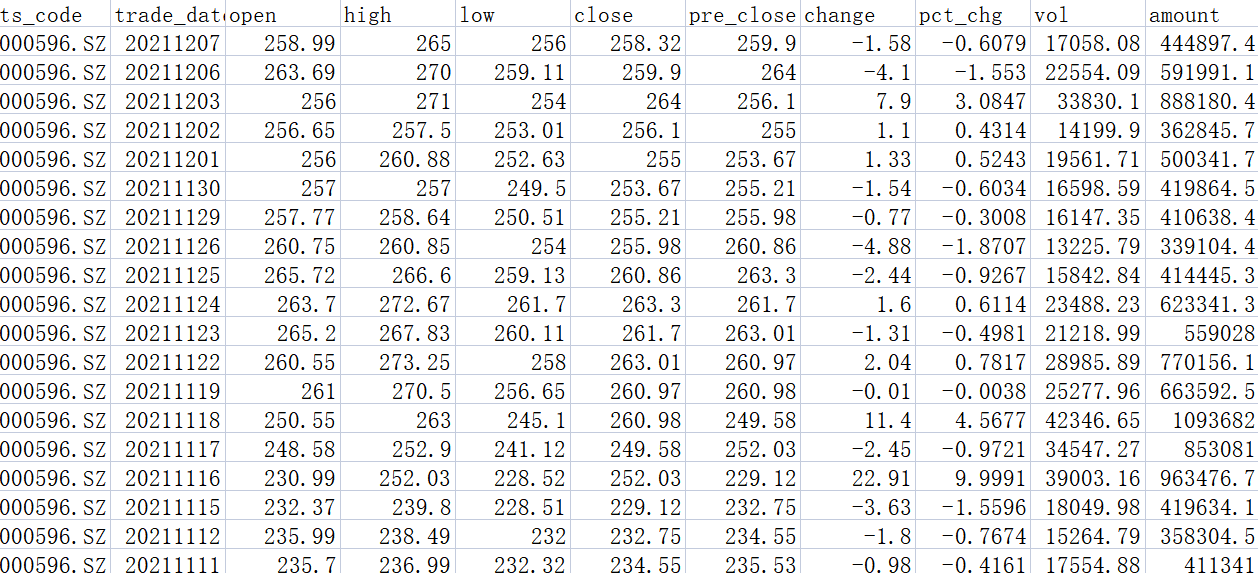 ts_code trade_date open high low close pre_close change pct_chg vol amount
000596.SZ 20211207 258.99 265 256 258.32 259.9 -1.58 -0.6079 17058.08 444897.4
000596.SZ 20211206 263.69 270 259.11 259.9 264 -4.1 -1.553 22554.09 591991.1
000596.SZ 20211203 256 271 254 264 256.1 7.9 3.0847 33830.1 888180.4
000596.SZ 20211202 256.65 257.5 253.01 256.1 255 1.1 0.4314 14199.9 362845.7
000596.SZ 20211201 256 260.88 252.63 255 253.67 1.33 0.5243 19561.71 500341.7
000596.SZ 20211130 257 257 249.5 253.67 255.21 -1.54 -0.6034 16598.59 419864.5
000596.SZ 20211129 257.77 258.64 250.51 255.21 255.98 -0.77 -0.3008 16147.35 410638.4
000596.SZ 20211126 260.75 260.85 254 255.98 260.86 -4.88 -1.8707 13225.79 339104.4
000596.SZ 20211125 265.72 266.6 259.13 260.86 263.3 -2.44 -0.9267 15842.84 414445.3
000596.SZ 20211124 263.7 272.67 261.7 263.3 261.7 1.6 0.6114 23488.23 623341.3
000596.SZ 20211123 265.2 267.83 260.11 261.7 263.01 -1.31 -0.4981 21218.99 559028
000596.SZ 20211122 260.55 273.25 258 263.01 260.97 2.04 0.7817 28985.89 770156.1
000596.SZ 20211119 261 270.5 256.65 260.97 260.98 -0.01 -0.0038 25277.96 663592.5
000596.SZ 20211118 250.55 263 245.1 260.98 249.58 11.4 4.5677 42346.65 1093682
000596.SZ 20211117 248.58 252.9 241.12 249.58 252.03 -2.45 -0.9721 34547.27 853081
000596.SZ 20211116 230.99 252.03 228.52 252.03 229.12 22.91 9.9991 39003.16 963476.7
000596.SZ 20211115 232.37 239.8 228.51 229.12 232.75 -3.63 -1.5596 18049.98 419634.1
000596.SZ 20211112 235.99 238.49 232 232.75 234.55 -1.8 -0.7674 15264.79 358304.5
000596.SZ 20211111 235.7 236.99 232.32 234.55 235.53 -0.98 -0.4161 17554.88 411341